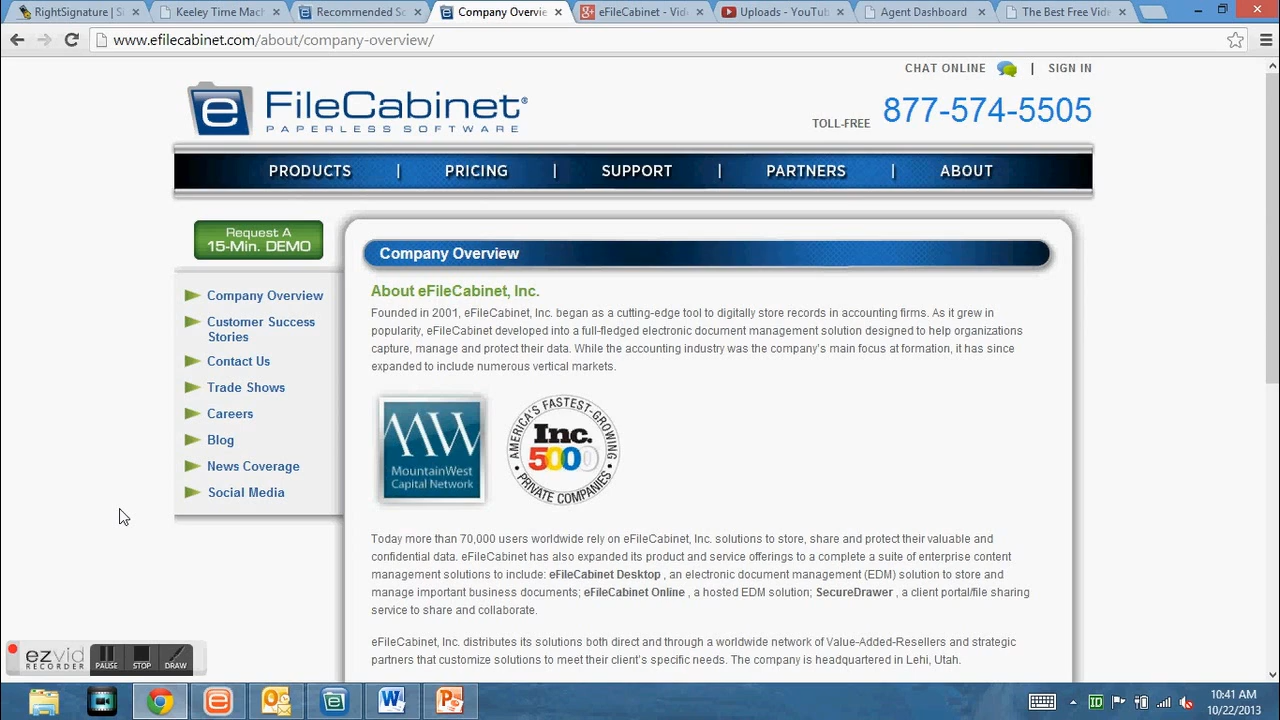 RightSignature | Si
Keeley Time Mach
Recommended So
Company Overvie
eFileCabinet - Vide
Uploads - YouTub
Agent Dashboard
The Best Free Vide
www.efilecabinet.com/about/company-overview/
CHAT ONLINE | SIGN IN
e FileCabinet®
PAPERLESS SOFTWARE
TOLL-FREE 877-574-5505
PRODUCTS | PRICING | SUPPORT | PARTNERS | ABOUT
Request A
15-Min. DEMO
Company Overview
Customer Success
Stories
Contact Us
Trade Shows
Careers
Blog
News Coverage
Social Media
Company Overview
About eFileCabinet, Inc.
Founded in 2001, eFileCabinet, Inc. began as a cutting-edge tool to digitally store records in accounting firms. As it grew in
popularity, eFileCabinet developed into a full-fledged electronic document management solution designed to help organizations
capture, manage and protect their data. While the accounting industry was the company's main focus at formation, it has since
expanded to include numerous vertical markets.
MW
MountainWest
Capital Network
AMERICA'S FASTEST-GROWING
Inc.
5000
PRIVATE COMPANIES
Today more than 70,000 users worldwide rely on eFileCabinet, Inc. solutions to store, share and protect their valuable and
confidential data. eFileCabinet has also expanded its product and service offerings to a complete a suite of enterprise content
management solutions to include: eFileCabinet Desktop , an electronic document management (EDM) solution to store and
manage important business documents; eFileCabinet Online , a hosted EDM solution; SecureDrawer , a client portal/file sharing
service to share and collaborate.
eFileCabinet, Inc. distributes its solutions both direct and through a worldwide network of Value-Added-Resellers and strategic
partners that customize solutions to meet their client's specific needs. The company is headquartered in Lehi, Utah.
ezvid
RECORDER
PAUSE
STOP
DRAW
10:41 AM
10/22/2013